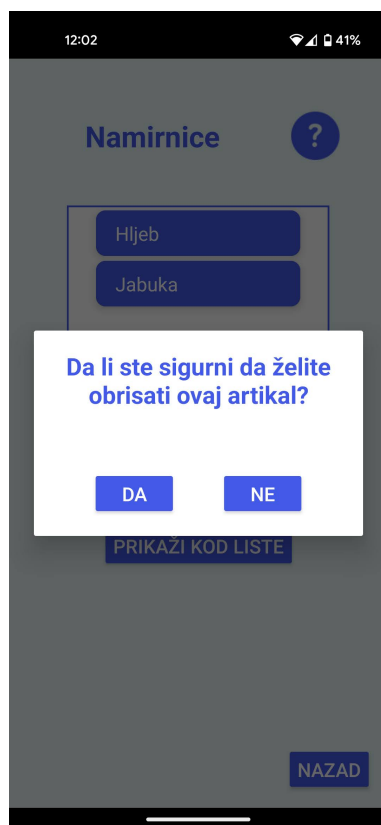 12:02
41%
Namirnice
?
Hljeb
Jabuka
Da li ste sigurni da želite
obrisati ovaj artikal?
DA
NE
PRIKAŽI KOD LISTE
NAZAD